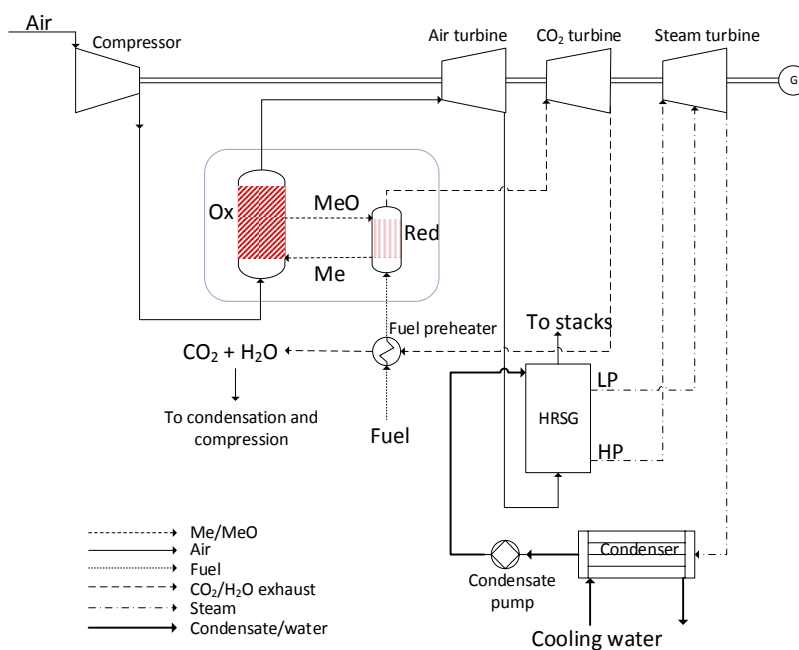 Air
Compressor
Air turbine
CO₂ turbine
Steam turbine
G
Ox
MeO
Red
Me
Fuel preheater
To stacks
CO₂ + H₂O
LP
To condensation and
compression
Fuel
HRSG
HP
Me/MeO
Air
Fuel
CO₂/H₂O exhaust
Steam
Condensate/water
Condenser
Condensate
pump
Cooling water